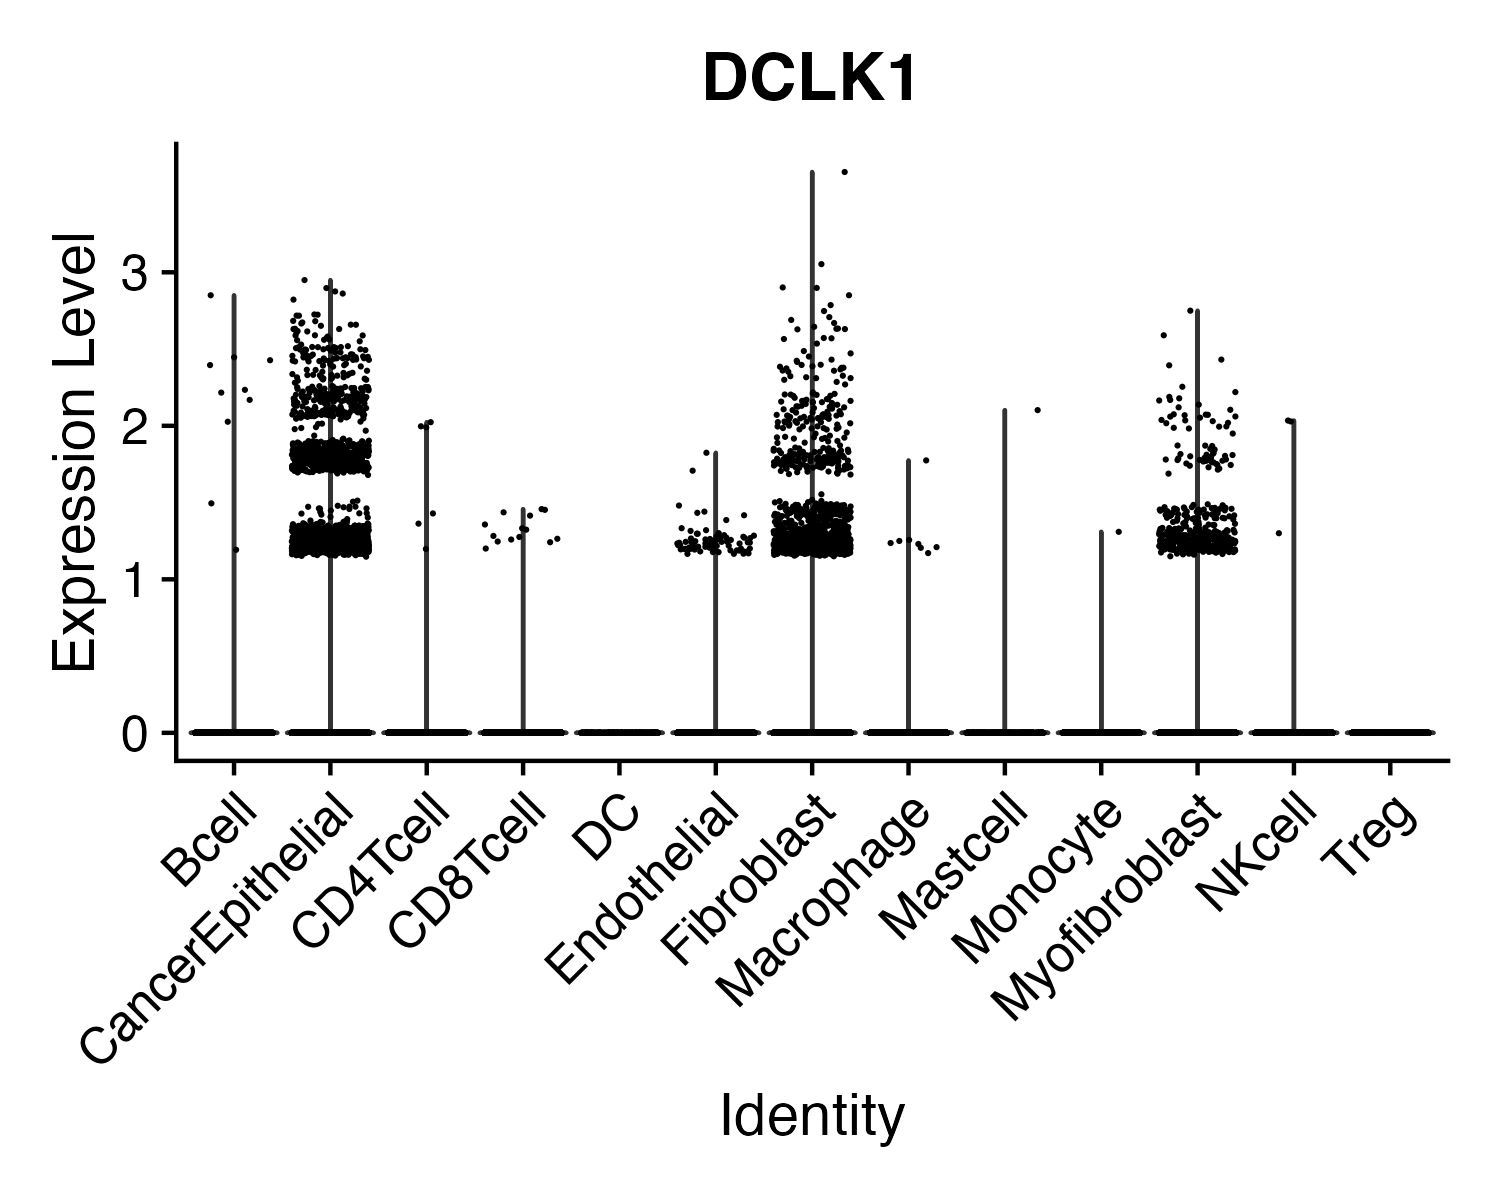 DCLK1
Expression Level
3
2
1
0
Bcell
CancerEpithelial
CD4Tcell
CD8Tcell
DC
Endothelial
Fibroblast
Macrophage
Mastcell
Monocyte
Myofibroblast
NKcell
Treg
Identity